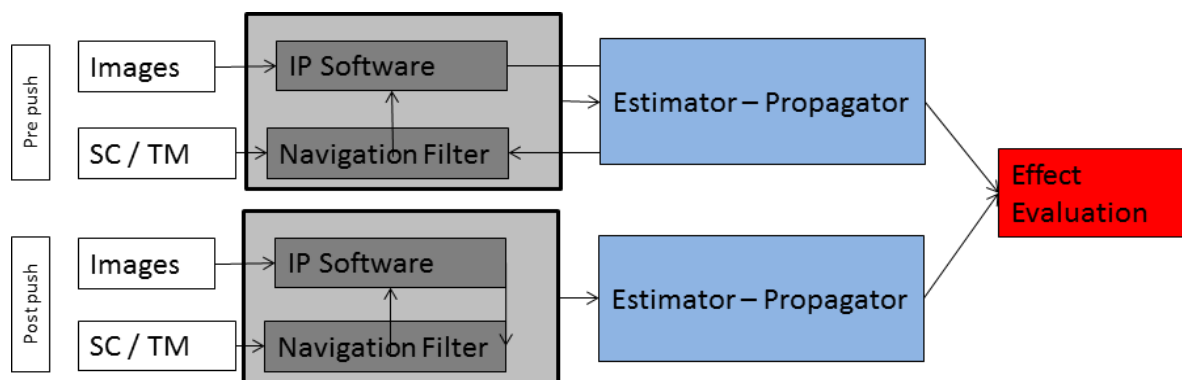 Pre push
Images
IP Software
SC / TM
Navigation Filter
Estimator – Propagator
Effect
Evaluation
Post push
Images
IP Software
SC / TM
Navigation Filter
Estimator – Propagator